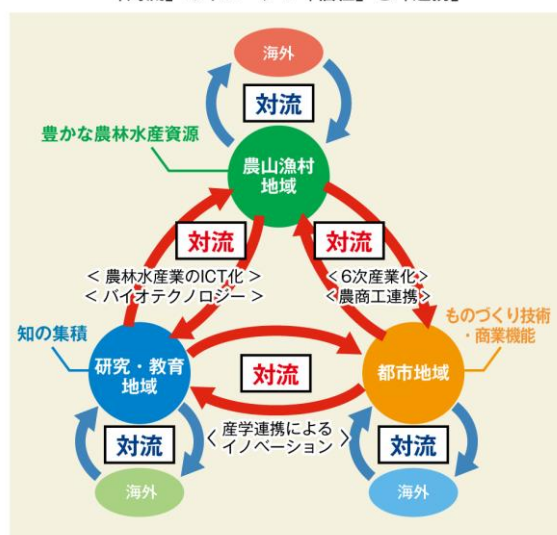 海外
対流
豊かな農林水産資源
農山漁村
地域
対流
対流
< 農林水産業のICT化 >
< バイオテクノロジー >
< 6次産業化 >
< 農商工連携 >
知の集積
ものづくり技術
・商業機能
研究・教育
地域
対流
都市地域
< 産学連携による
イノベーション >
対流
対流
海外
海外